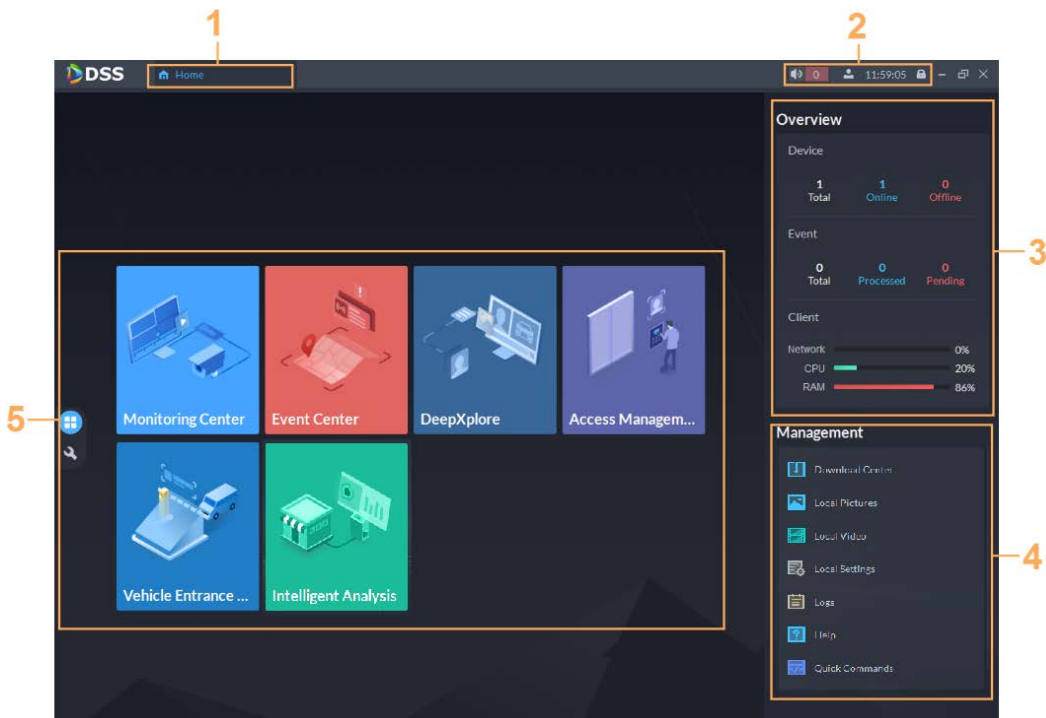 1
2
DSS
Home
0
11:59:05
Overview
Device
1
1
0
Total
Online
Offline
3
Event
0
0
0
Total
Processed
Pending
Client
Network
0%
CPU
20%
RAM
86%
Monitoring Center
Event Center
DeepXplore
Access Managem...
5
Vehicle Entrance ...
Intelligent Analysis
Management
Download Center
Local Pictures
Local Video
Local Settings
4
Logs
Help
Quick Commands